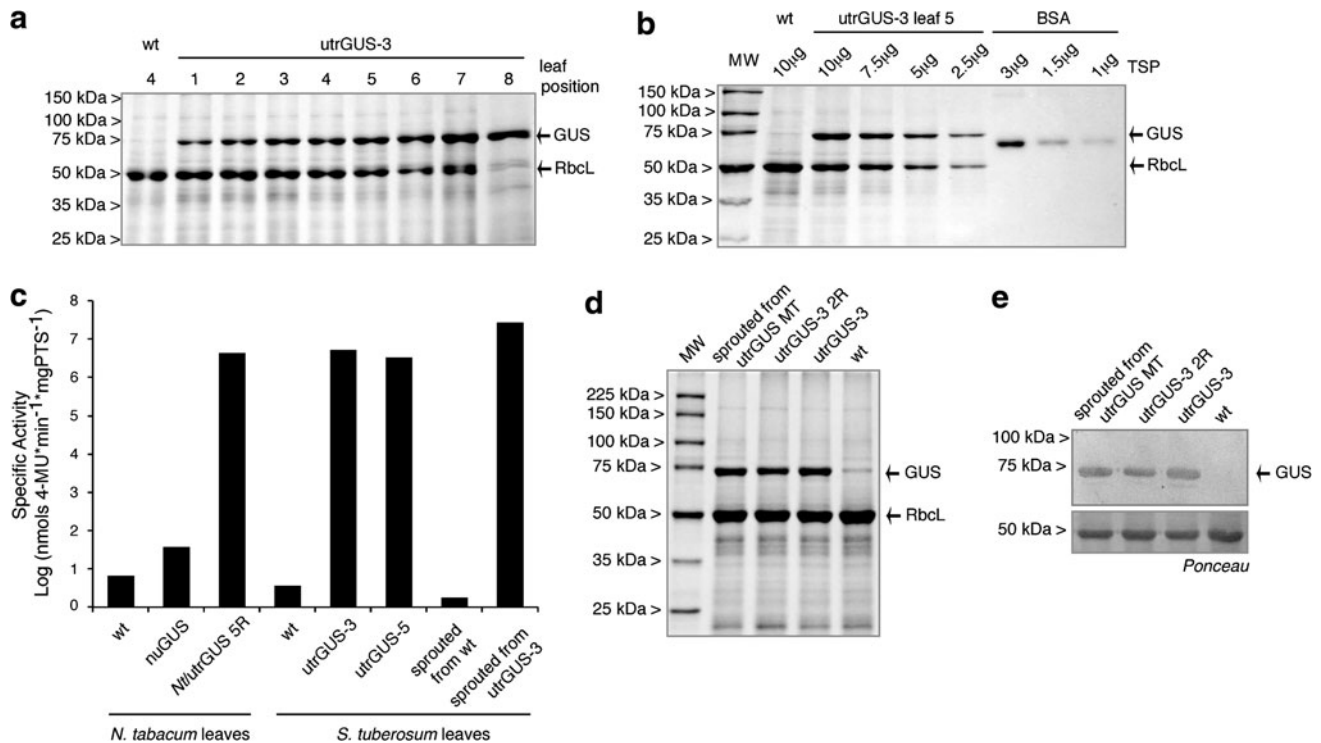 a
wt
utrGUS-3
4 1 2 3 4 5 6 7 8
leaf
position
150 kDa >
100 kDa >
75 kDa >
50 kDa >
35 kDa >
25 kDa >
GUS
RbcL
b
wt
utrGUS-3 leaf 5
BSA
MW 10µg 10µg 7.5µg 5µg 2.5µg 3µg 1.5µg 1µg TSP
150 kDa >
100 kDa >
75 kDa >
50 kDa >
35 kDa >
25 kDa >
GUS
RbcL
c
Specific Activity
Log (nmols 4-MU*min⁻¹*mgPTS⁻¹)
8
7
6
5
4
3
2
1
0
wt
nuGUS
Nt/utrGUS 5R
wt
utrGUS-3
utrGUS-5
sprouted
from wt
sprouted from
utrGUS-3
N. tabacum leaves
S. tuberosum leaves
d
MW
sprouted from
utrGUS MT
utrGUS-3 2R
utrGUS-3
wt
225 kDa >
150 kDa >
100 kDa >
75 kDa >
50 kDa >
35 kDa >
25 kDa >
GUS
RbcL
e
sprouted from
utrGUS MT
utrGUS-3 2R
utrGUS-3
wt
100 kDa >
75 kDa >
GUS
50 kDa >
Ponceau